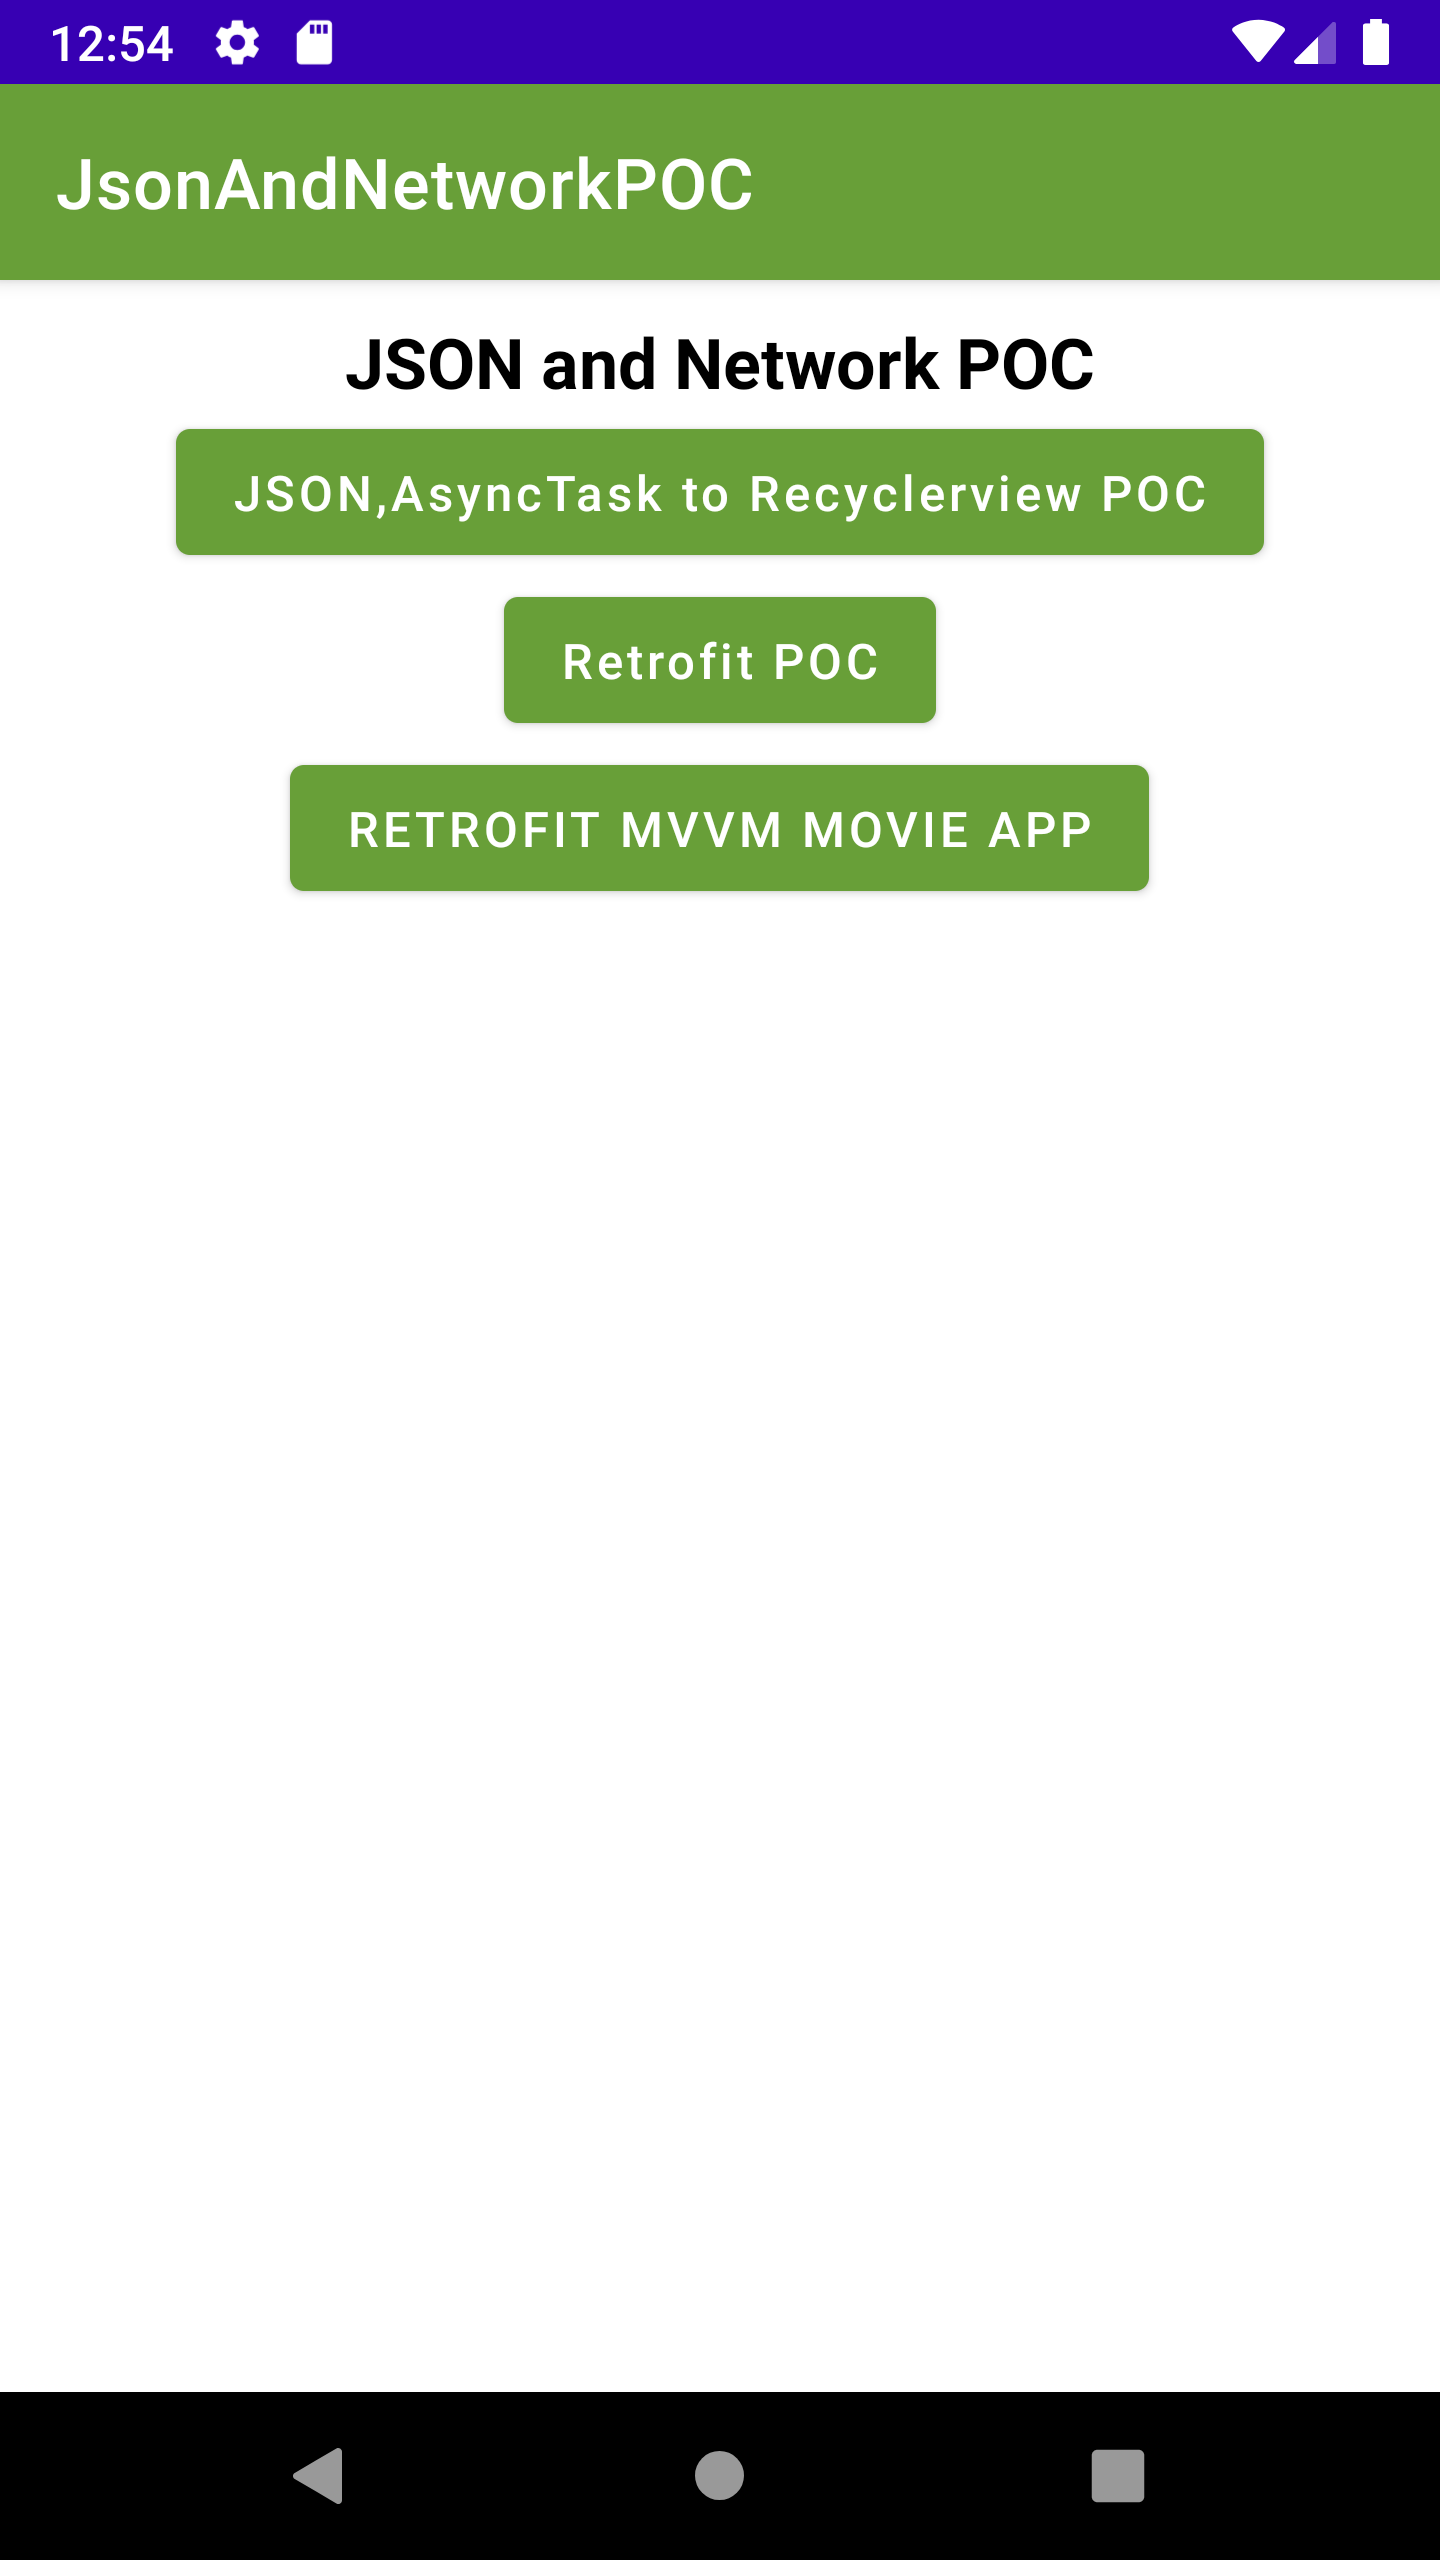 12:54
JsonAndNetworkPOC
JSON and Network POC
JSON,AsyncTask to Recyclerview POC
Retrofit POC
RETROFIT MVVM MOVIE APP